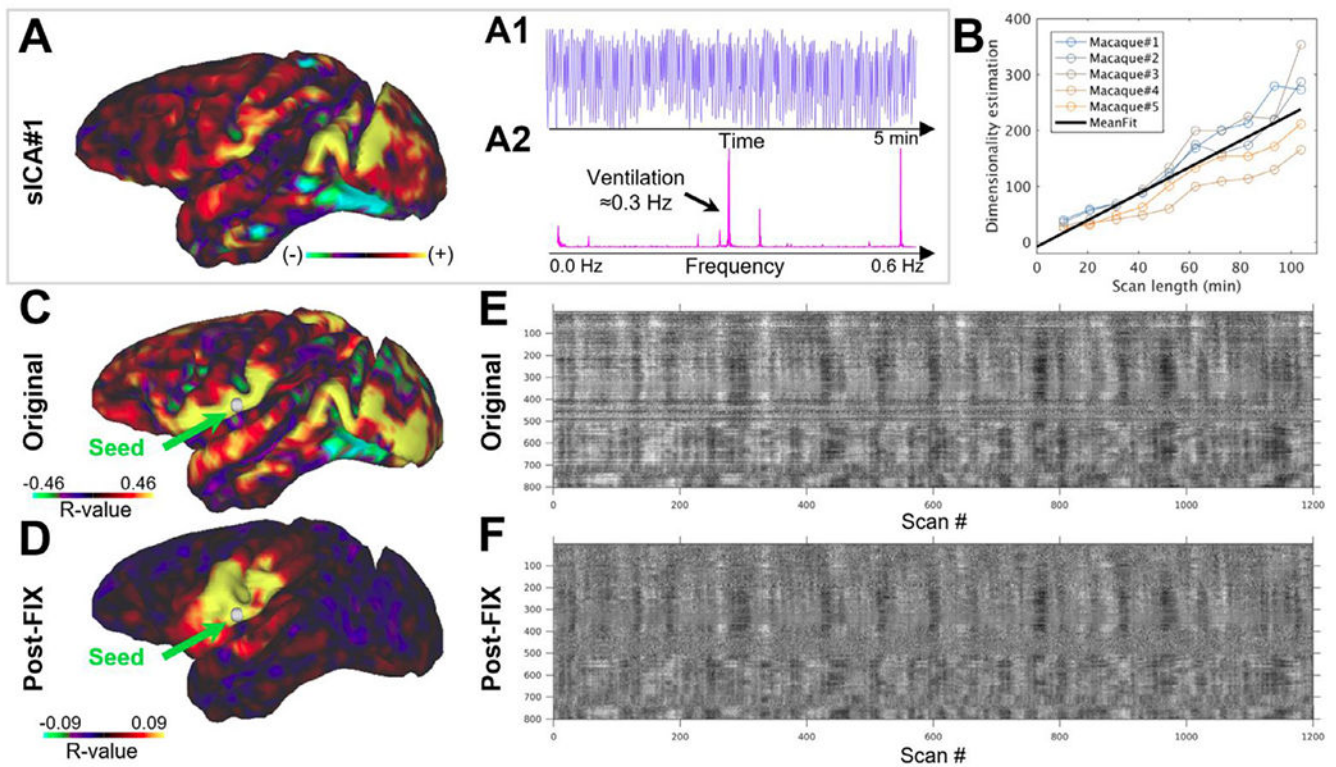 A
sICA#1
(-)
(+)
A1
Time
5 min
A2
Ventilation
≈0.3 Hz
0.0 Hz
Frequency
0.6 Hz
B
Dimensionality estimation
400
300
200
100
0
Macaque#1
Macaque#2
Macaque#3
Macaque#4
Macaque#5
MeanFit
0
20
40
60
80
100
Scan length (min)
C
Original
Seed
-0.46
0.46
R-value
D
Post-FIX
Seed
-0.09
0.09
R-value
E
Original
100
200
300
400
500
600
700
800
0
200
400
600
800
1000
1200
Scan #
F
Post-FIX
100
200
300
400
500
600
700
800
0
200
400
600
800
1000
1200
Scan #